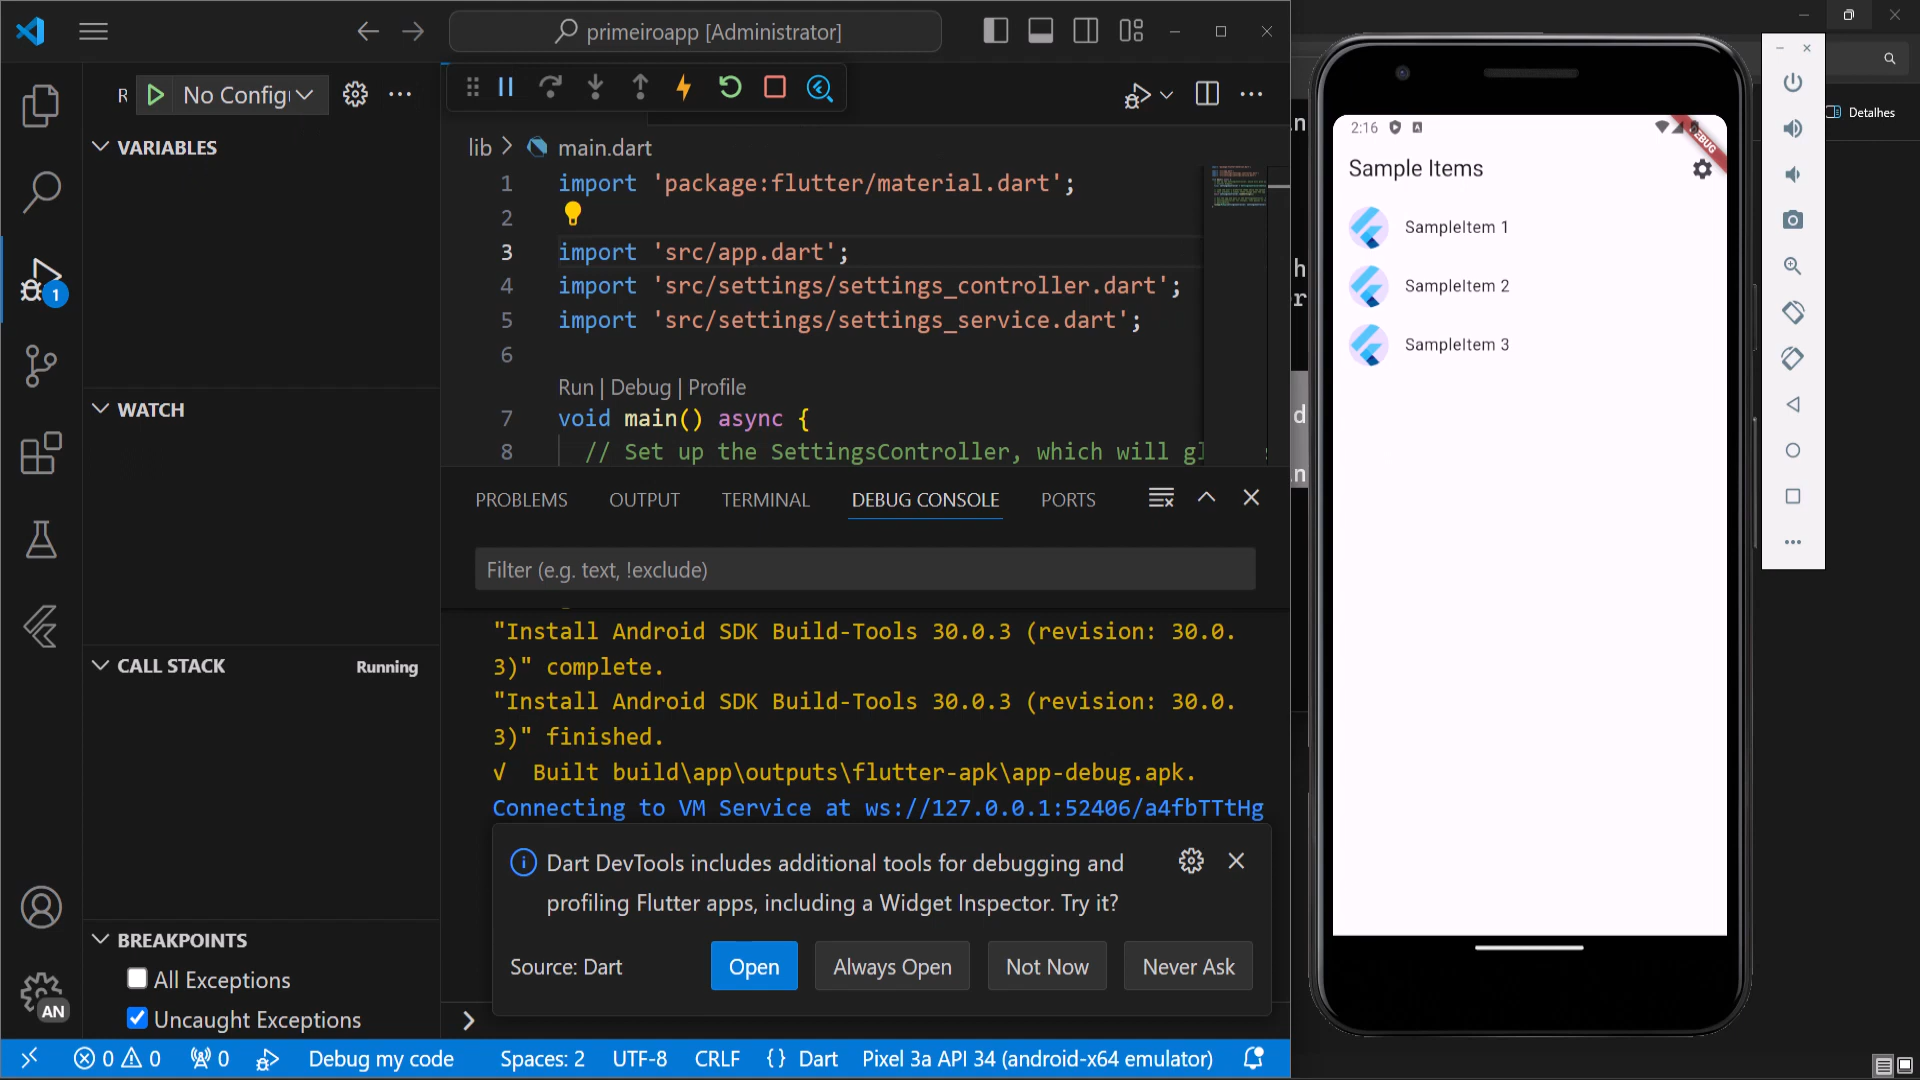 primeiroapp [Administrator]
R
No Config
VARIABLES
WATCH
CALL STACK
Running
BREAKPOINTS
All Exceptions
Uncaught Exceptions
1
AN
lib > main.dart
1 import 'package:flutter/material.dart';
2
3 import 'src/app.dart';
4 import 'src/settings/settings_controller.dart';
5 import 'src/settings/settings_service.dart';
6
Run | Debug | Profile
7 void main() async {
8 // Set up the SettingsController, which will gl
PROBLEMS OUTPUT TERMINAL DEBUG CONSOLE PORTS
Filter (e.g. text, !exclude)
"Install Android SDK Build-Tools 30.0.3 (revision: 30.0.
3)" complete.
"Install Android SDK Build-Tools 30.0.3 (revision: 30.0.
3)" finished.
√ Built build\app\outputs\flutter-apk\app-debug.apk.
Connecting to VM Service at ws://127.0.0.1:52406/a4fbTTtHg
Dart DevTools includes additional tools for debugging and
profiling Flutter apps, including a Widget Inspector. Try it?
Source: Dart
Open
Always Open
Not Now
Never Ask
0 0 0 Debug my code Spaces: 2 UTF-8 CRLF {} Dart Pixel 3a API 34 (android-x64 emulator)
2:16
DEBUG
Sample Items
SampleItem 1
SampleItem 2
SampleItem 3
Detalhes